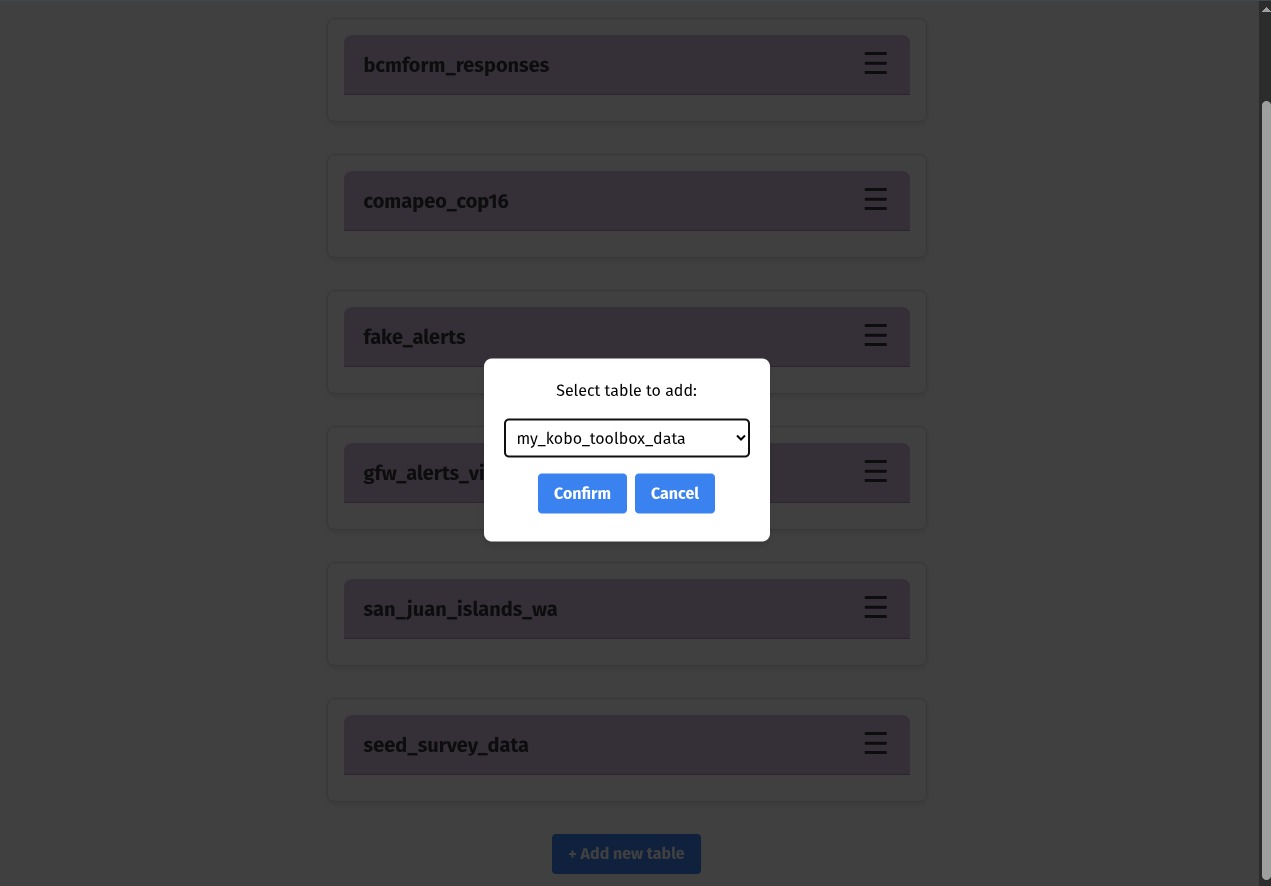 bcmform_responses
comapeo_cop16
fake_alerts
Select table to add:
my_kobo_toolbox_data
gfw_alerts_vi
Confirm Cancel
san_juan_islands_wa
seed_survey_data
+ Add new table